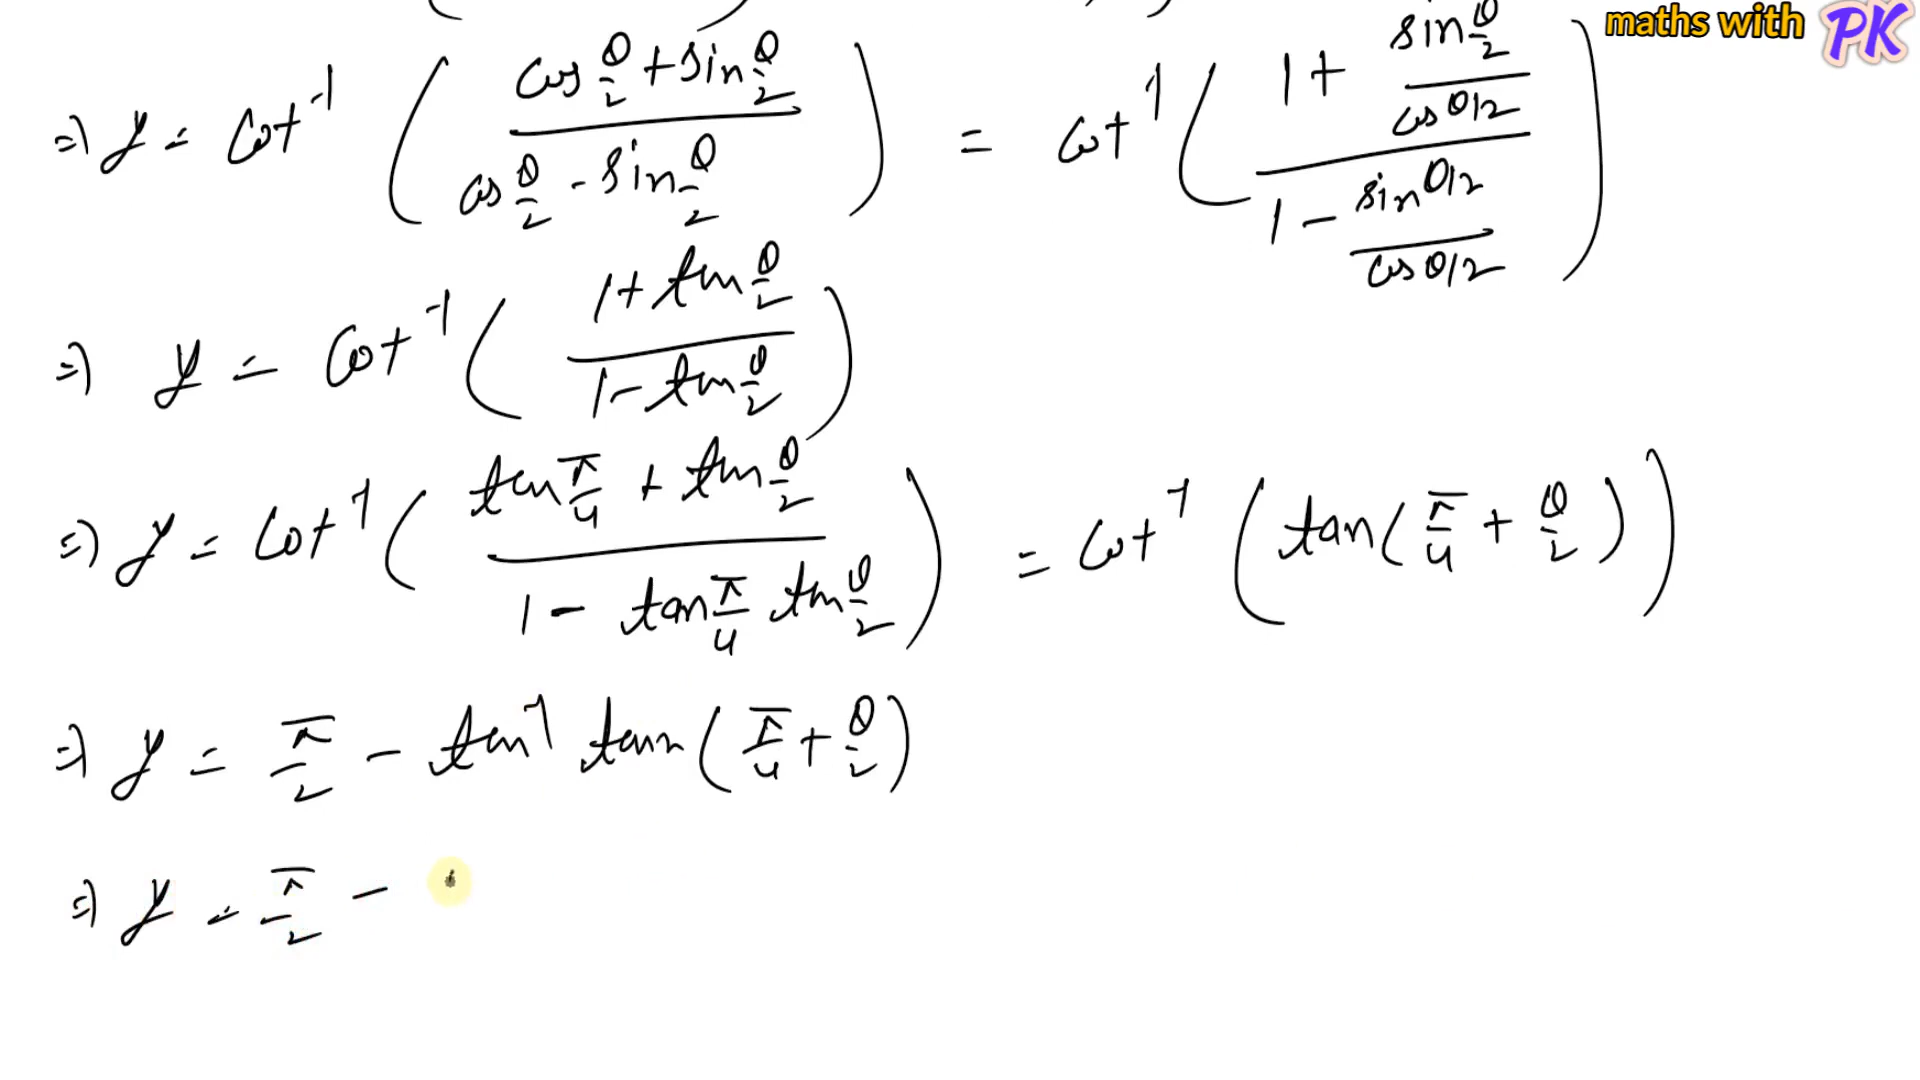 maths with PK
⇒ y = cot⁻¹ ( (cos θ/2 + sin θ/2) / (cos θ/2 - sin θ/2) ) = cot⁻¹ ( (1 + (sin θ/2)/(cos θ/2)) / (1 - (sin θ/2)/(cos θ/2)) )
⇒ y = cot⁻¹ ( (1 + tan θ/2) / (1 - tan θ/2) )
⇒ y = cot⁻¹ ( (tan π/4 + tan θ/2) / (1 - tan π/4 tan θ/2) ) = cot⁻¹ ( tan( π/4 + θ/2 ) )
⇒ y = π/2 - tan⁻¹ tan ( π/4 + θ/2 )
⇒ y = π/2 -